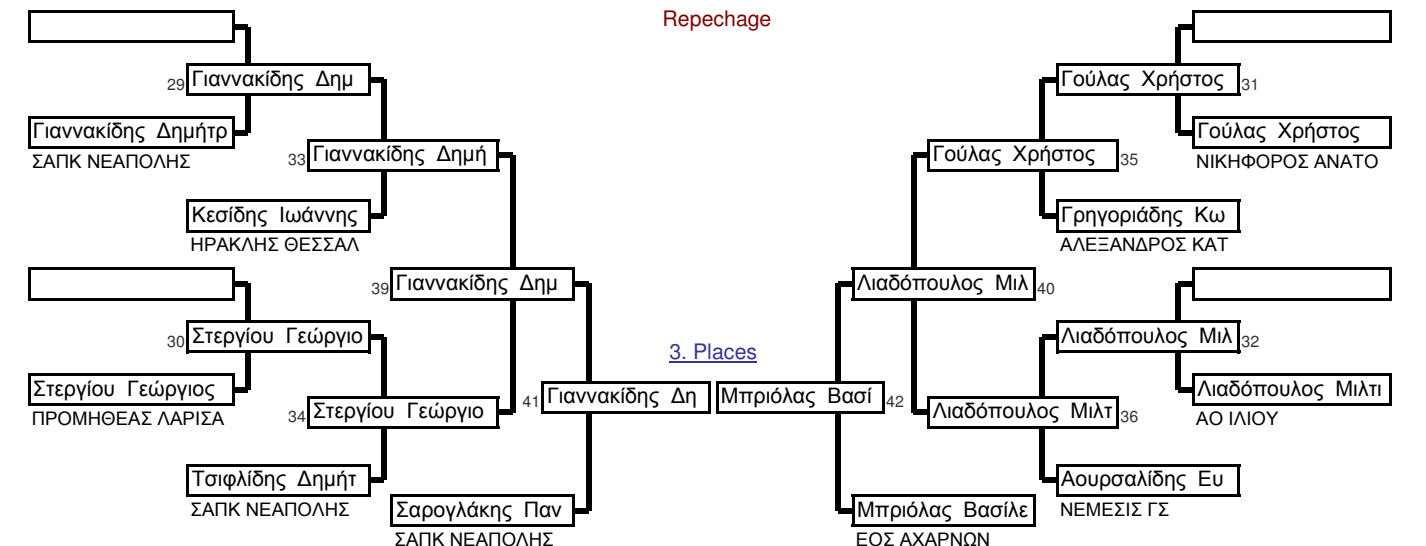 Repechage
29 Γιαννακίδης Δημ
Γούλας Χρήστος 31
Γιαννακίδης Δημήτρ
ΣΑΠΚ ΝΕΑΠΟΛΗΣ
Γούλας Χρήστος
ΝΙΚΗΦΟΡΟΣ ΑΝΑΤΟ
33 Γιαννακίδης Δημή
Γούλας Χρήστος 35
Κεσίδης Ιωάννης
ΗΡΑΚΛΗΣ ΘΕΣΣΑΛ
Γρηγοριάδης Κω
ΑΛΕΞΑΝΔΡΟΣ ΚΑΤ
39 Γιαννακίδης Δημ
Λιαδόπουλος Μιλ 40
30 Στεργίου Γεώργιο
Λιαδόπουλος Μιλ 32
3. Places
Στεργίου Γεώργιος
ΠΡΟΜΗΘΕΑΣ ΛΑΡΙΣΑ
41 Γιαννακίδης Δη
Μπριόλας Βασί 42
Λιαδόπουλος Μιλτι
ΑΟ ΙΛΙΟΥ
34 Στεργίου Γεώργιο
Λιαδόπουλος Μιλτ 36
Τσιφλίδης Δημήτ
ΣΑΠΚ ΝΕΑΠΟΛΗΣ
Αουρσαλίδης Ευ
ΝΕΜΕΣΙΣ ΓΣ
Σαρογλάκης Παν
ΣΑΠΚ ΝΕΑΠΟΛΗΣ
Μπριόλας Βασίλε
ΕΟΣ ΑΧΑΡΝΩΝ